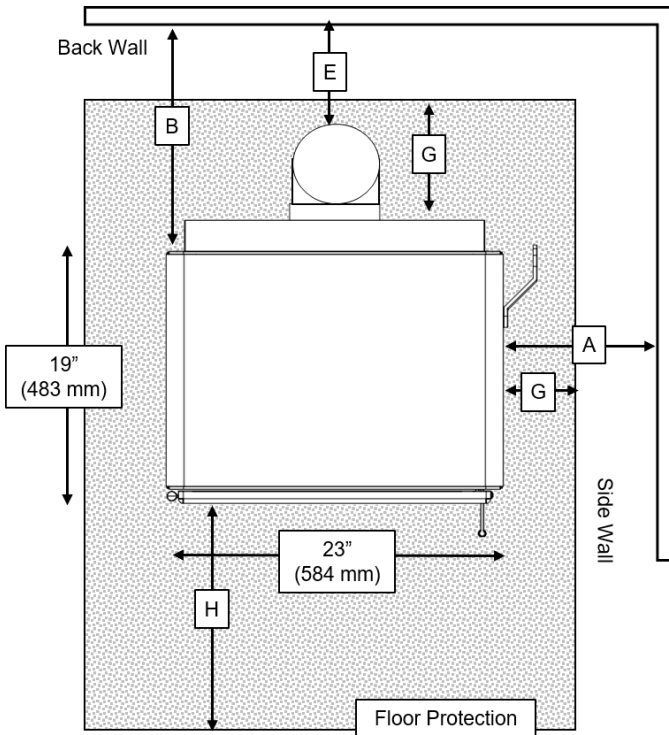 Back Wall
E
B
G
A
19”
(483 mm)
G
Side Wall
23”
(584 mm)
H
Floor Protection